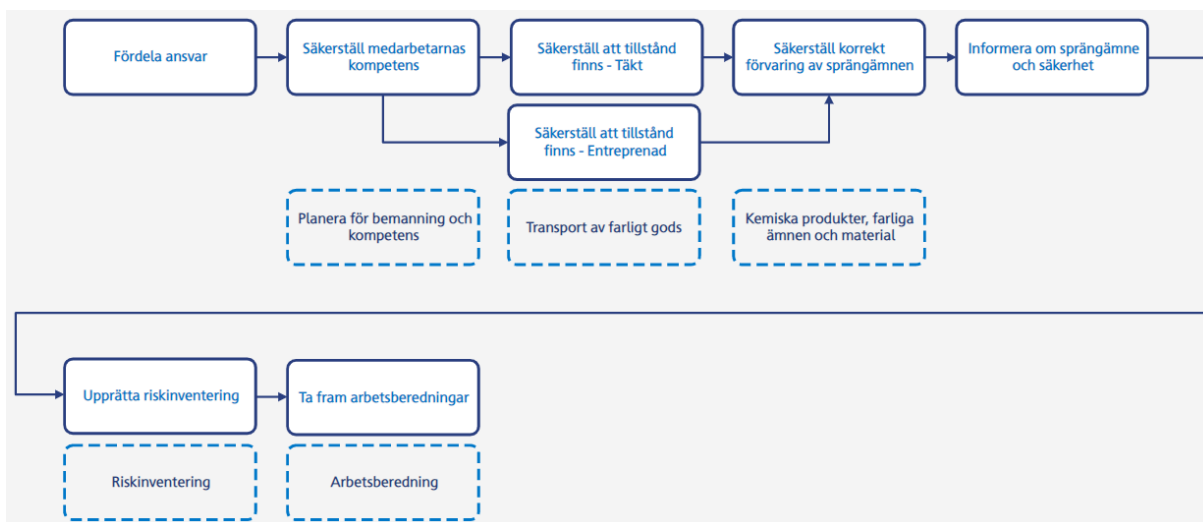 Fördela ansvar
Säkerställ medarbetarnas
kompetens
Säkerställ att tillstånd
finns - Täkt
Säkerställ korrekt
förvaring av sprängämnen
Informera om sprängämne
och säkerhet
Säkerställ att tillstånd
finns - Entreprenad
Planera för bemanning och
kompetens
Transport av farligt gods
Kemiska produkter, farliga
ämnen och material
Upprätta riskinventering
Ta fram arbetsberedningar
Riskinventering
Arbetsberedning